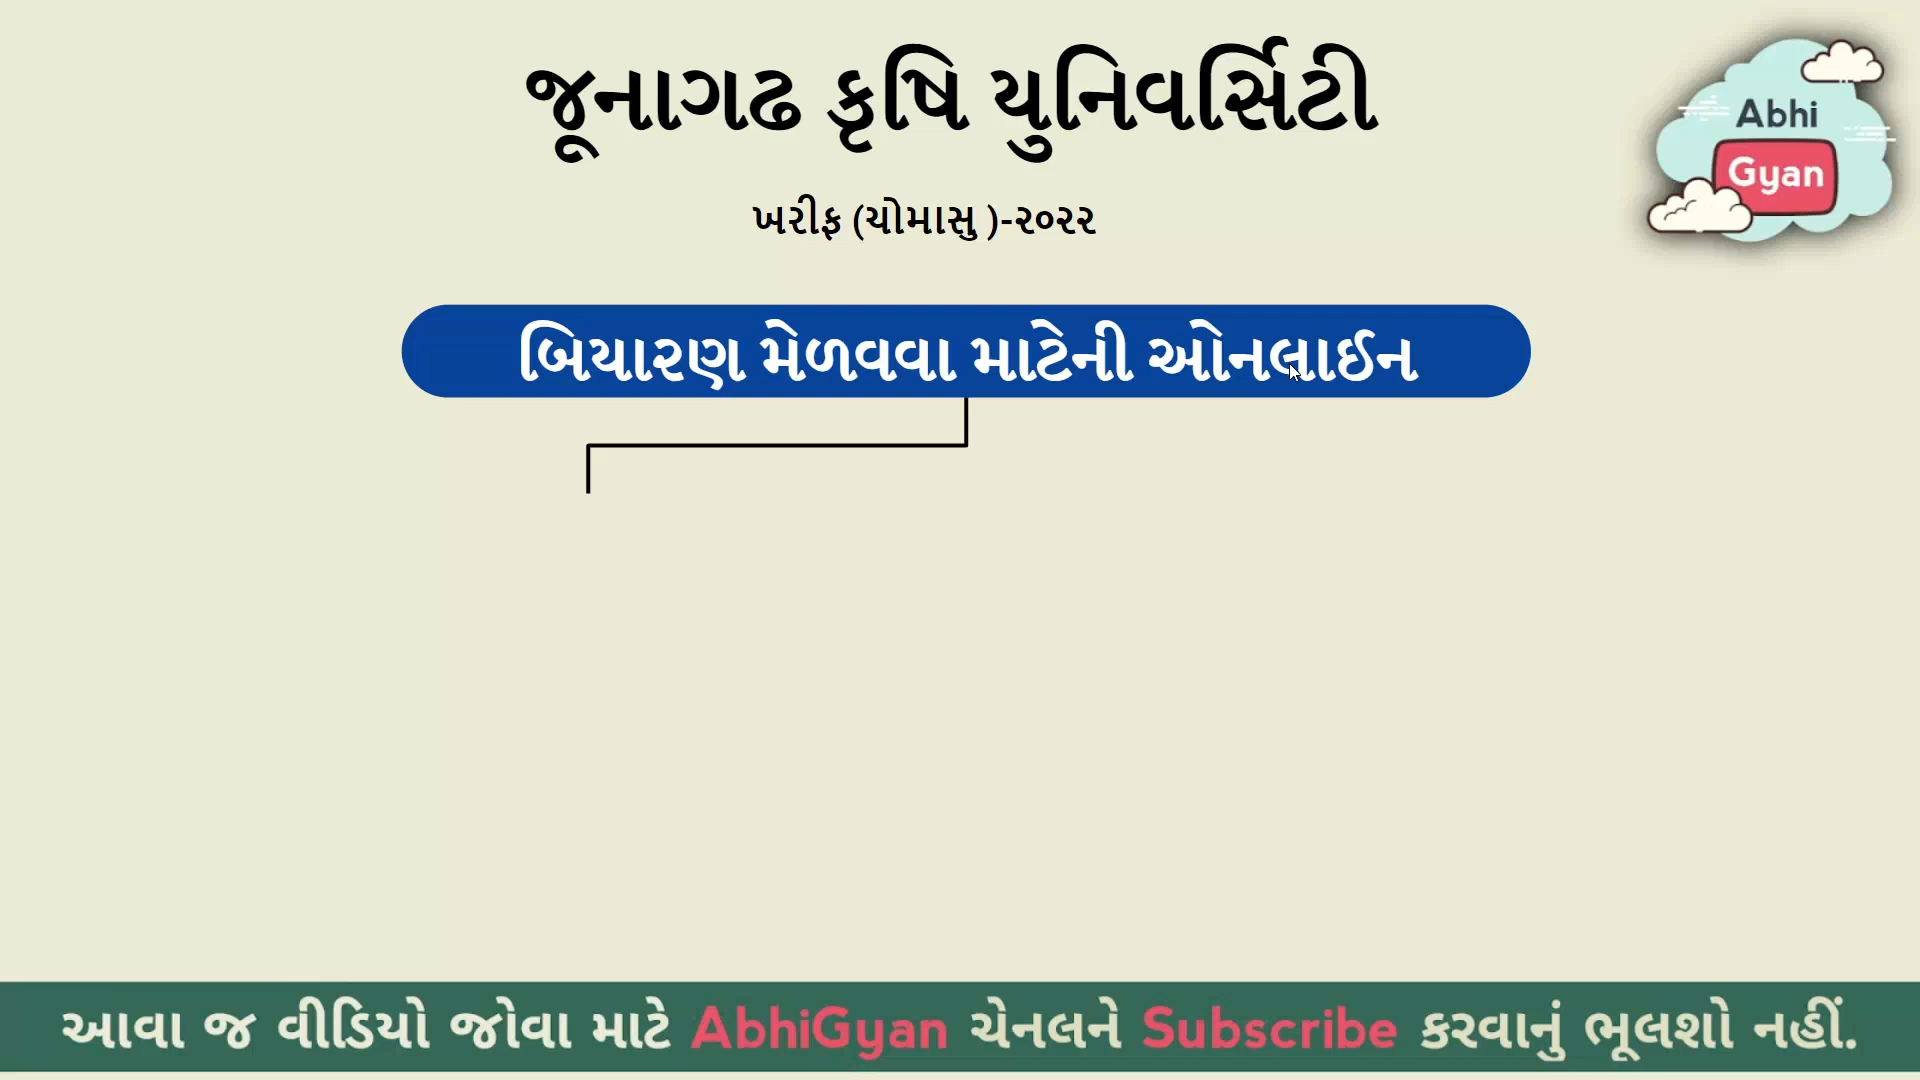 જૂનાગઢ કૃષિ યુનિવર્સિટી
Abhi
Gyan
ખરીફ (ચોમાસુ )-૨૦૨૨
બિયારણ મેળવવા માટેની ઓનલાઈન
આવા જ વીડિયો જોવા માટે AbhiGyan ચેનલને Subscribe કરવાનું ભૂલશો નહીં.